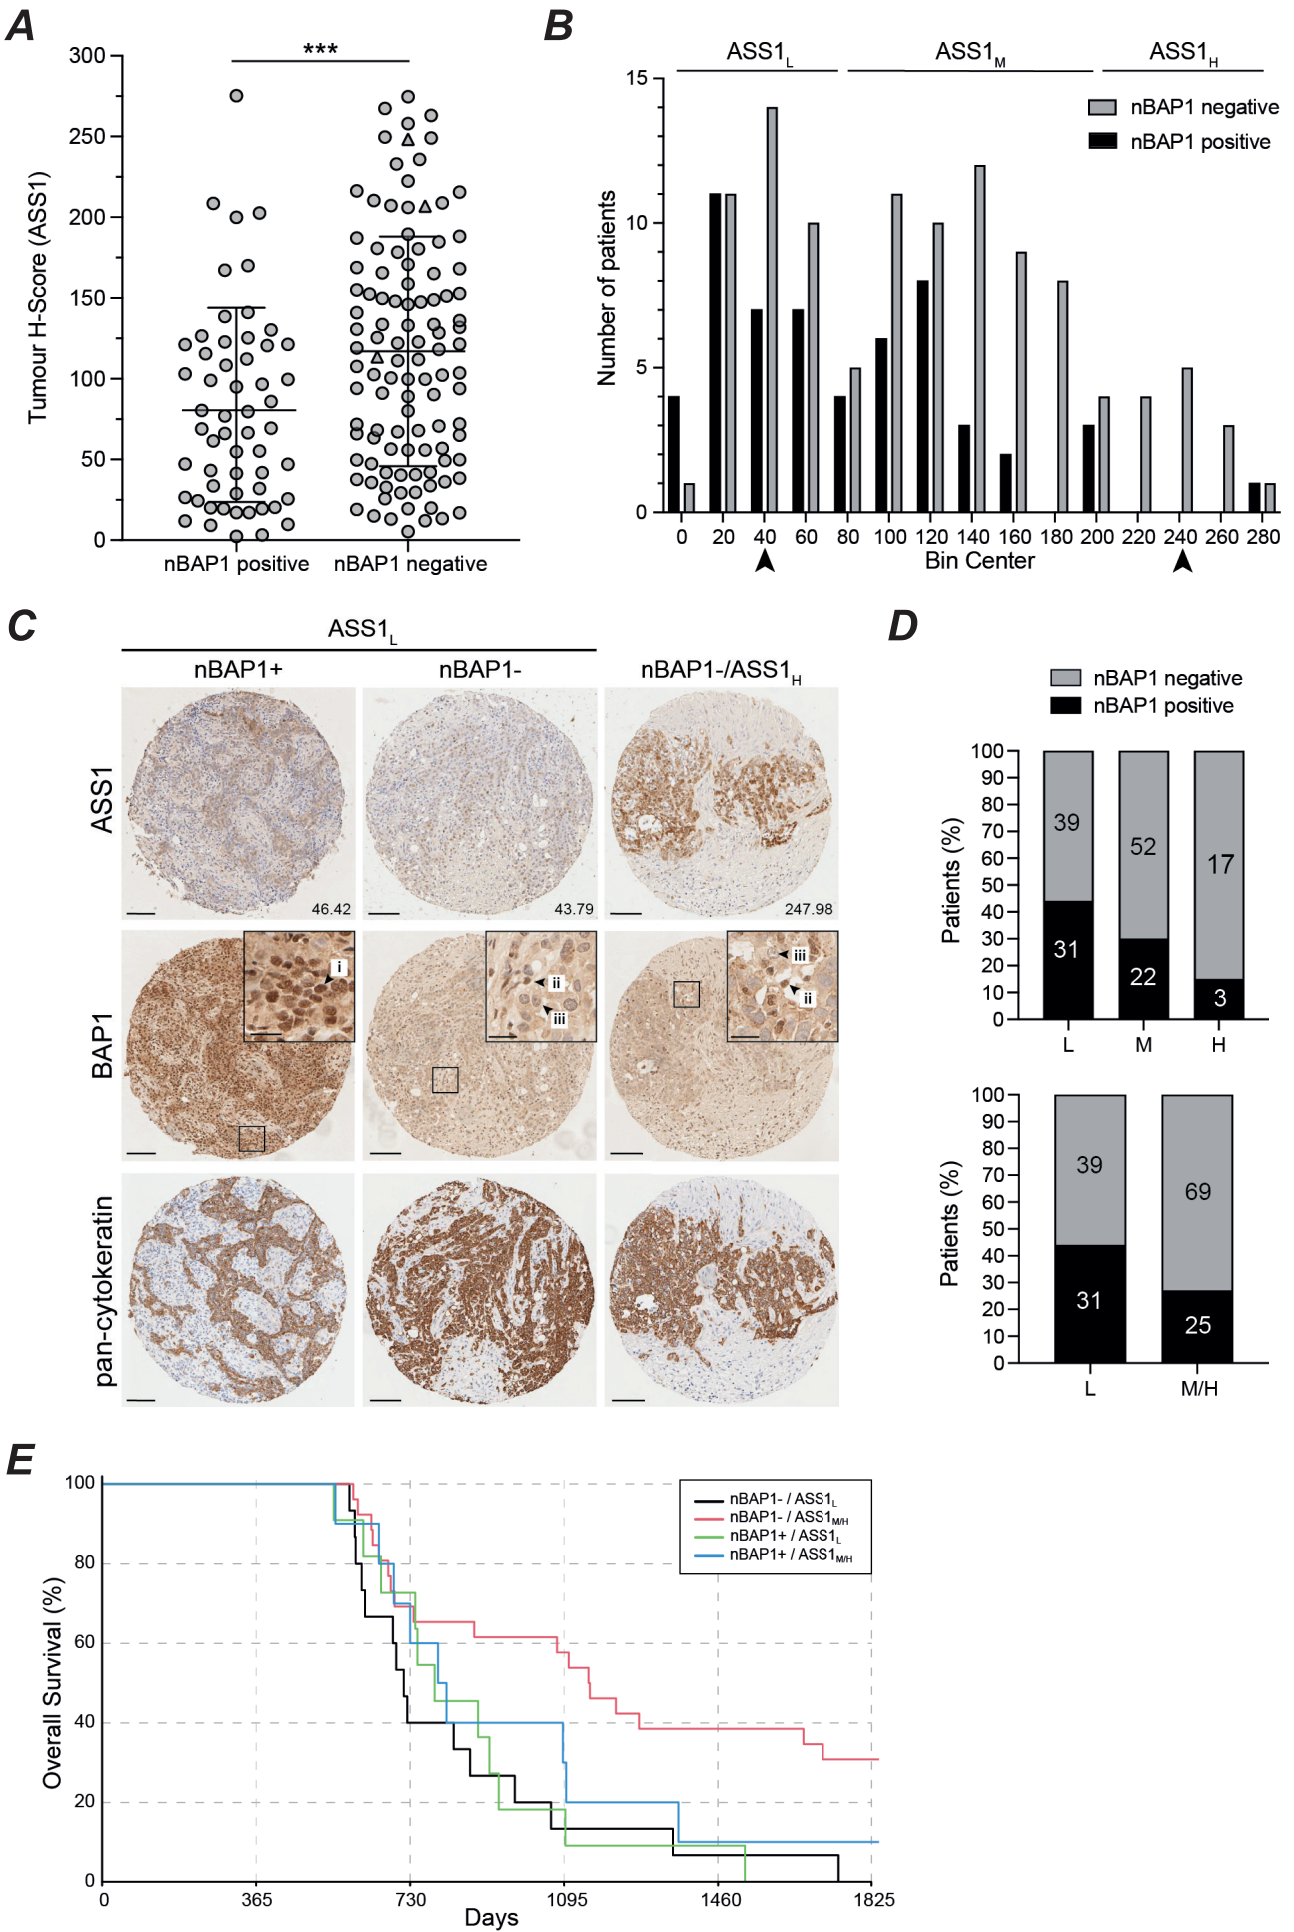 A
***
Tumour H-Score (ASS1)
300
250
200
150
100
50
0
nBAP1 positive
nBAP1 negative
B
ASS1L
ASS1M
ASS1H
nBAP1 negative
nBAP1 positive
Number of patients
15
10
5
0
0 20 40 60 80 100 120 140 160 180 200 220 240 260 280
Bin Center
C
ASS1L
nBAP1+
nBAP1-
nBAP1-/ASS1H
ASS1
46.42
43.79
247.98
BAP1
i
ii
iii
iii
ii
pan-cytokeratin
D
nBAP1 negative
nBAP1 positive
Patients (%)
100
90
80
70
60
50
40
30
20
10
0
39
52
17
31
22
3
L
M
H
Patients (%)
100
90
80
70
60
50
40
30
20
10
0
39
69
31
25
L
M/H
E
Overall Survival (%)
100
80
60
40
20
0
nBAP1- / ASS1L
nBAP1- / ASS1M/H
nBAP1+ / ASS1L
nBAP1+ / ASS1M/H
0 365 730 1095 1460 1825
Days